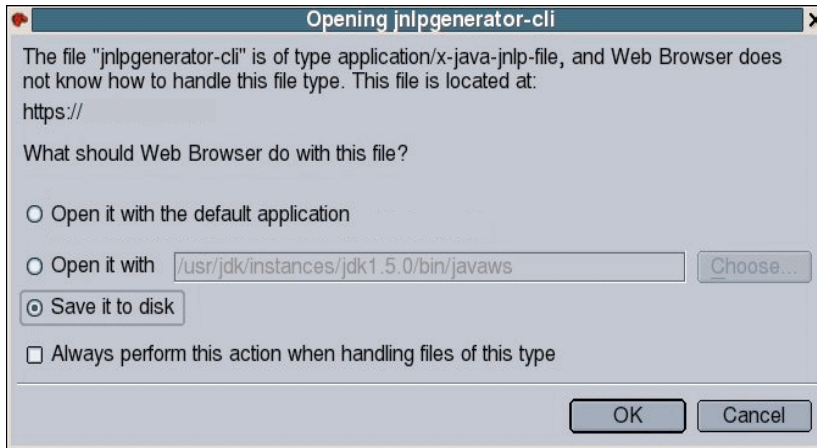 Opening jnlpgenerator-cli
The file "jnlpgenerator-cli" is of type application/x-java-jnlp-file, and Web Browser does
not know how to handle this file type. This file is located at:
https://
What should Web Browser do with this file?
Open it with the default application
Open it with /usr/jdk/instances/jdk1.5.0/bin/javaws Choose...
Save it to disk
Always perform this action when handling files of this type
OK Cancel